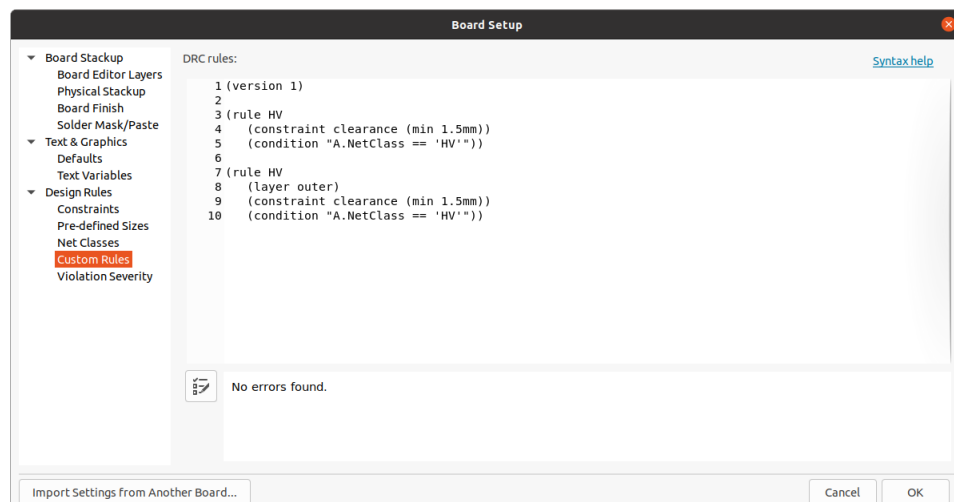 Board Setup
Board Stackup
Board Editor Layers
Physical Stackup
Board Finish
Solder Mask/Paste
Text & Graphics
Defaults
Text Variables
Design Rules
Constraints
Pre-defined Sizes
Net Classes
Custom Rules
Violation Severity
DRC rules:
Syntax help
1 (version 1)
2
3 (rule HV
4 (constraint clearance (min 1.5mm))
5 (condition "A.NetClass == 'HV'"))
6
7 (rule HV
8 (layer outer)
9 (constraint clearance (min 1.5mm))
10 (condition "A.NetClass == 'HV'"))
No errors found.
Import Settings from Another Board...
Cancel
OK